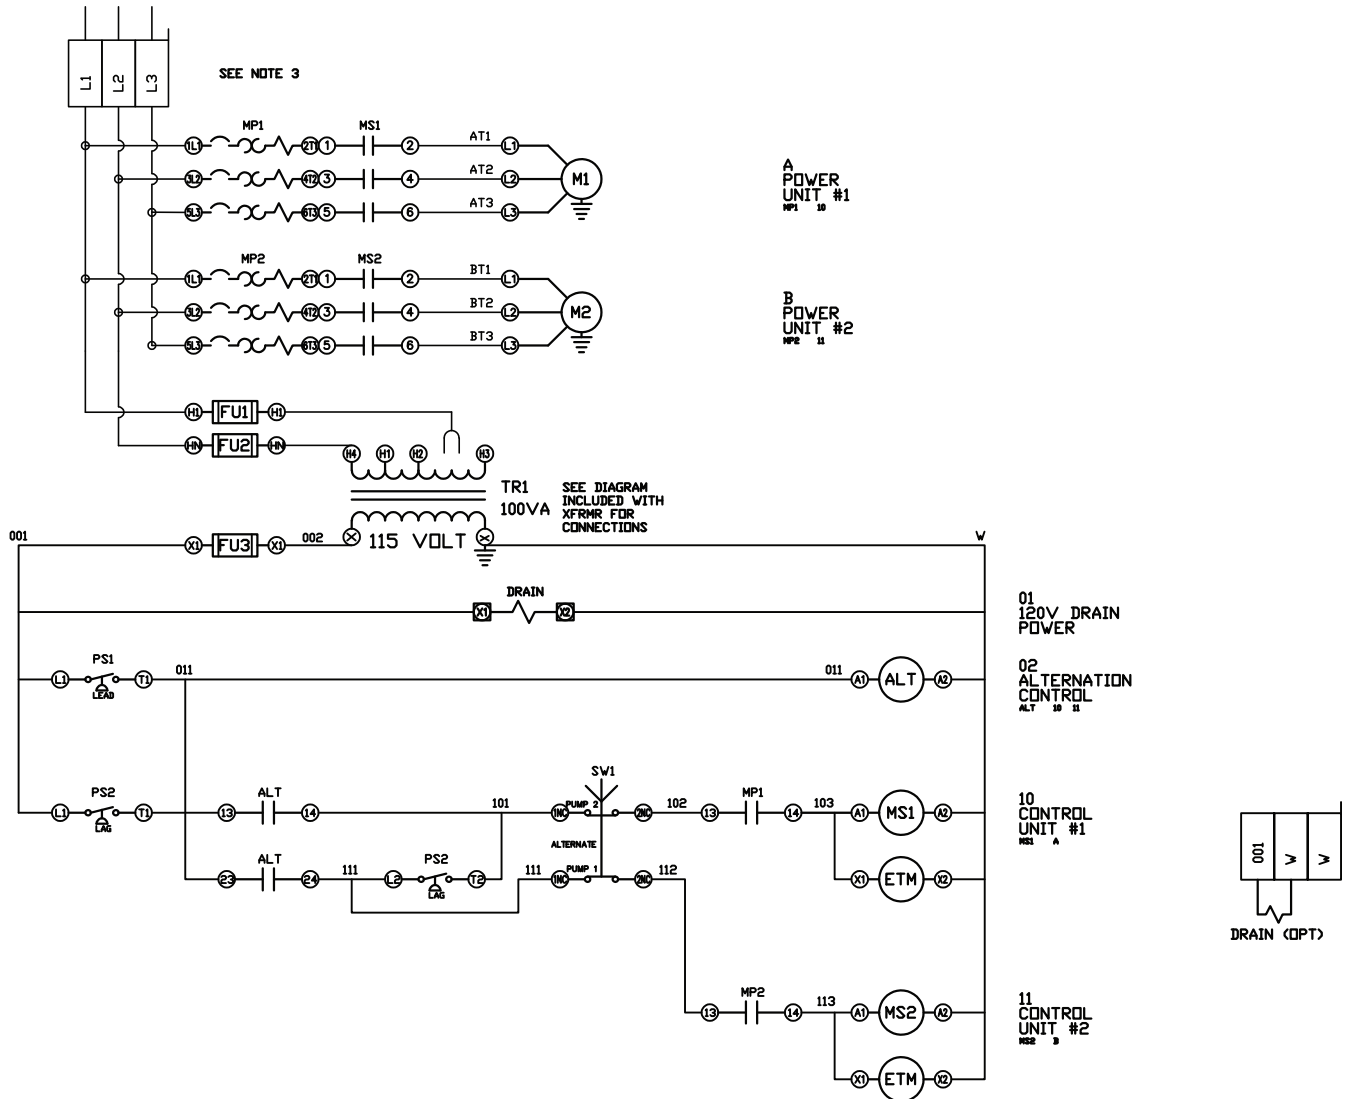 L1 L2 L3
SEE NOTE 3
MP1 MS1
1L1 2T1 1 2 AT1 L1
3L2 4T2 3 4 AT2 L2 M1
5L3 6T3 5 6 AT3 L3
A
POWER
UNIT #1
MP1 10
MP2 MS2
1L1 2T1 1 2 BT1 L1
3L2 4T2 3 4 BT2 L2 M2
5L3 6T3 5 6 BT3 L3
B
POWER
UNIT #2
MP2 11
H1 FU1 H1
HN FU2 HN
H4 H1 H2 H3
TR1
100VA
SEE DIAGRAM
INCLUDED WITH
XFRMR FOR
CONNECTIONS
001 X1 FU3 X1 002 X 115 VOLT X W
DRAIN
X1 X2
01
120V DRAIN
POWER
PS1
L1 T1 011 011 A1 ALT A2
LEAD
02
ALTERNATION
CONTROL
ALT 10 11
SW1
PS2 ALT MP1
L1 T1 13 14 101 1NC PUMP 2 2NC 102 13 14 103 A1 MS1 A2
LAG
10
CONTROL
UNIT #1
MS1 A
ALTERNATE
ALT PS2
23 24 111 L2 T2 111 1NC PUMP 1 2NC 112 X1 ETM X2
LAG
001 W W
DRAIN (OPT)
MP2
13 14 113 A1 MS2 A2
11
CONTROL
UNIT #2
MS2 B
X1 ETM X2